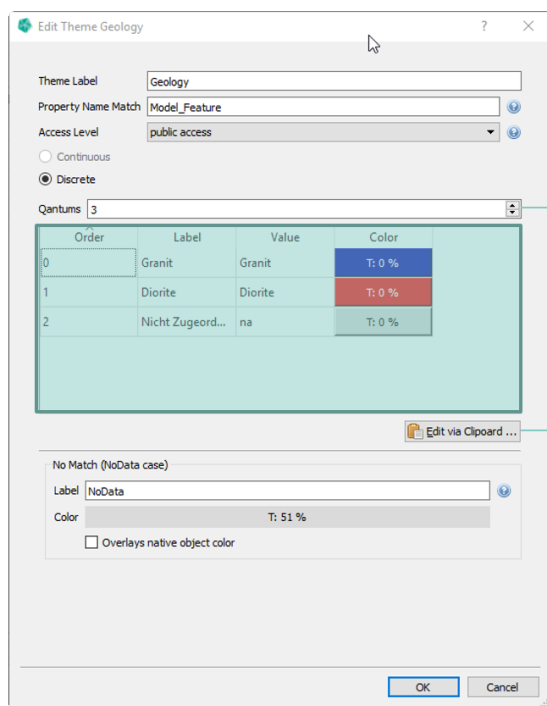 Edit Theme Geology ?
Theme Label Geology
Property Name Match Model_Feature
Access Level public access
Continuous
Discrete
Qantums 3
Order Label Value Color
0 Granit Granit T: 0 %
1 Diorite Diorite T: 0 %
2 Nicht Zugeord... na T: 0 %
Edit via Clipoard ...
No Match (NoData case)
Label NoData
Color T: 51 %
Overlays native object color
OK Cancel